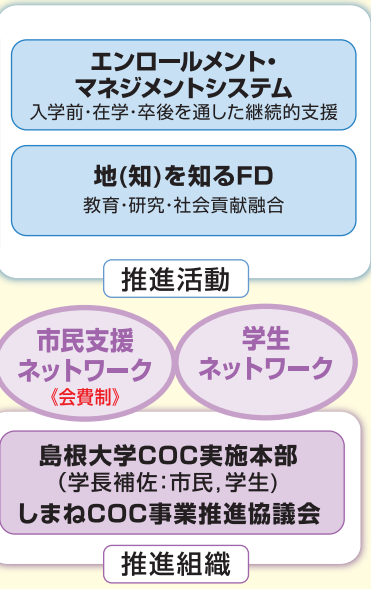 エンロールメント・
マネジメントシステム
入学前・在学・卒後を通した継続的支援
地(知)を知るFD
教育・研究・社会貢献融合
推進活動
市民支援
ネットワーク
《会費制》
学生
ネットワーク
島根大学COC実施本部
(学長補佐:市民,学生)
しまねCOC事業推進協議会
推進組織